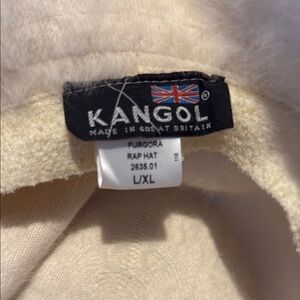 KANGOL®
MADE IN GREAT BRITAIN
FURGORA
RAP HAT
2635.01
L/XL